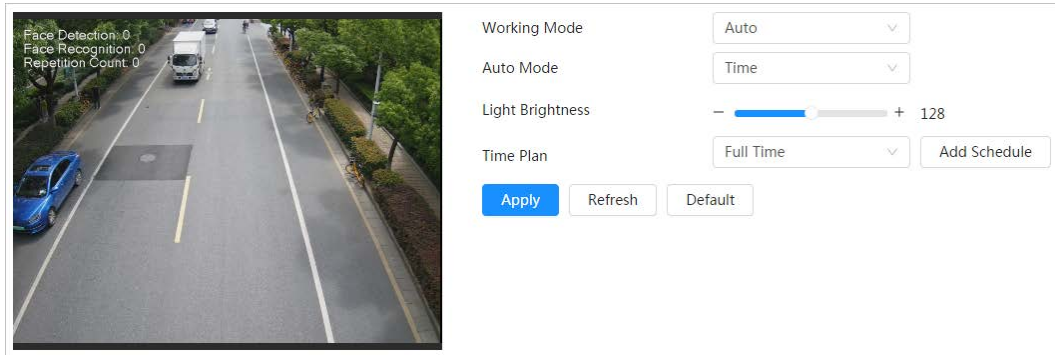 Face Detection: 0
Face Recognition: 0
Repetition Count: 0
Working Mode Auto
Auto Mode Time
Light Brightness − + 128
Time Plan Full Time Add Schedule
Apply Refresh Default